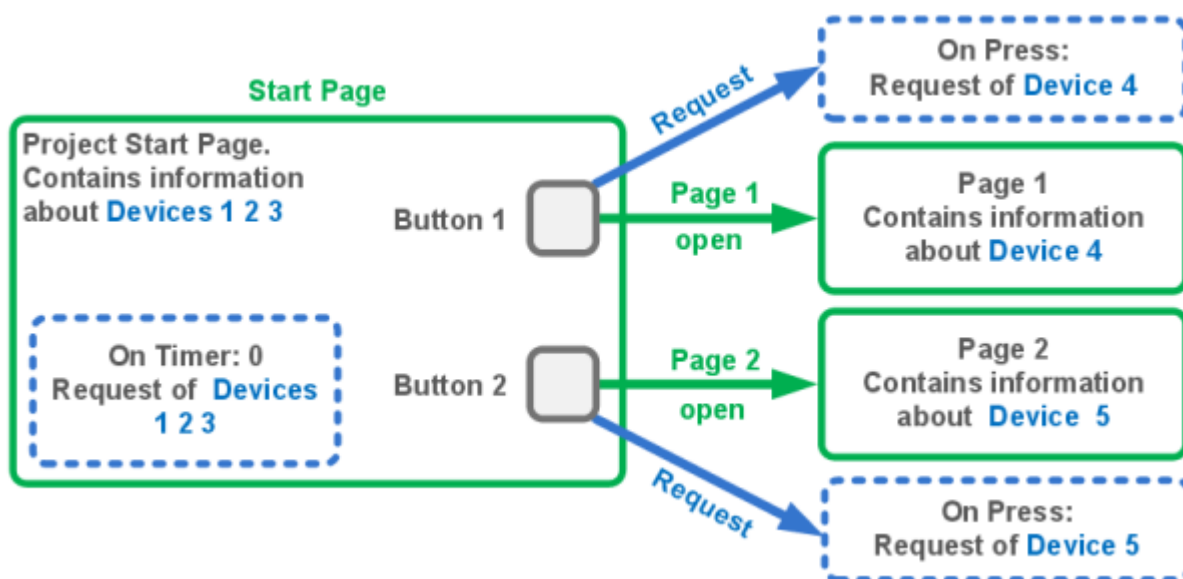 Start Page
Project Start Page.
Contains information
about Devices 1 2 3
On Timer: 0
Request of Devices
1 2 3
Button 1
Button 2
Request
Page 1
open
Page 2
open
Request
On Press:
Request of Device 4
Page 1
Contains information
about Device 4
Page 2
Contains information
about Device 5
On Press:
Request of Device 5